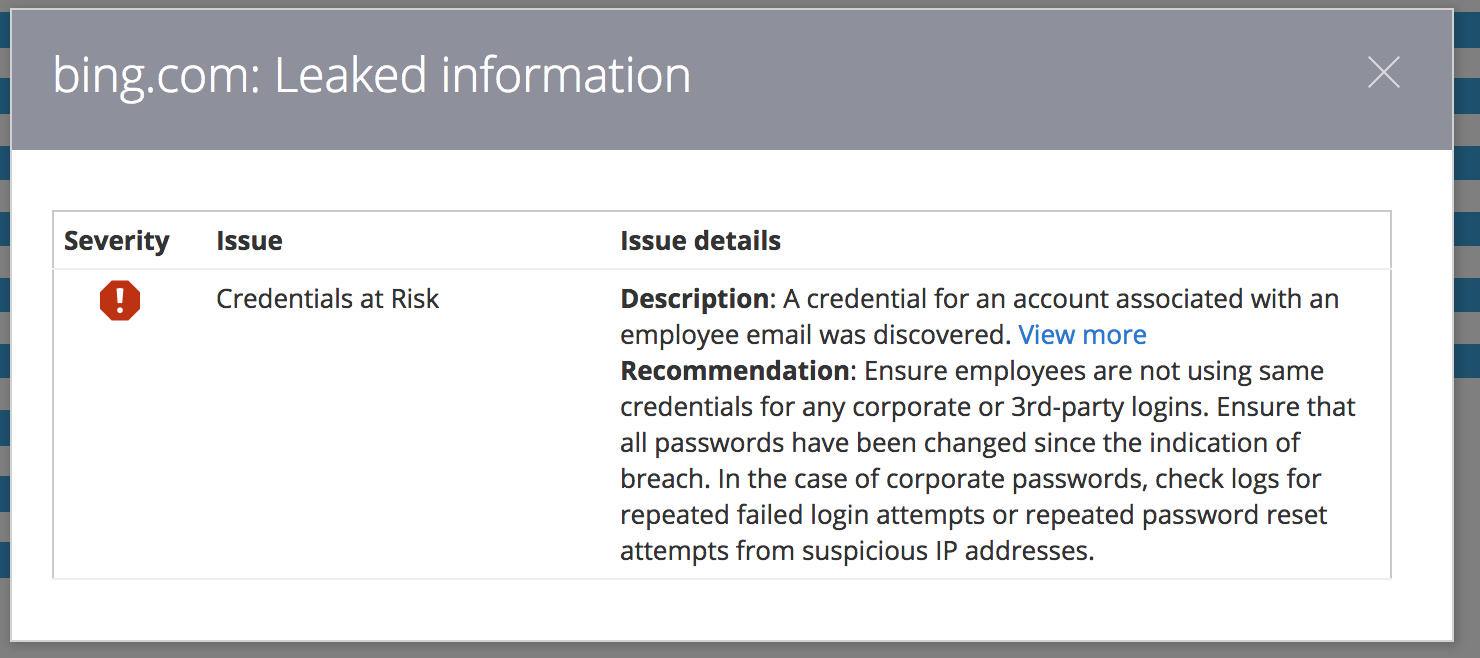 bing.com: Leaked information
Severity Issue Issue details
Credentials at Risk Description: A credential for an account associated with an
employee email was discovered. View more
Recommendation: Ensure employees are not using same
credentials for any corporate or 3rd-party logins. Ensure that
all passwords have been changed since the indication of
breach. In the case of corporate passwords, check logs for
repeated failed login attempts or repeated password reset
attempts from suspicious IP addresses.